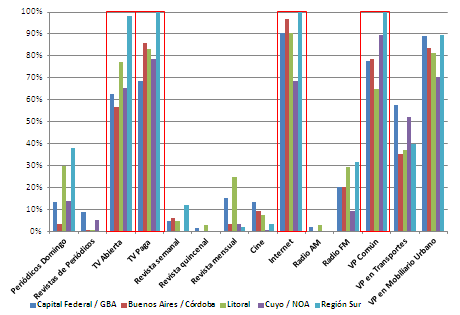 100%
90%
80%
70%
60%
50%
40%
30%
20%
10%
0%
Periódicos Domingo
Revistas de Periódicos
TV Abierta
TV Paga
Revista semanal
Revista quincenal
Revista mensual
Cine
Internet
Radio AM
Radio FM
VP Común
VP en Transportes
VP en Mobiliario Urbano
Capital Federal / GBA
Buenos Aires / Córdoba
Litoral
Cuyo / NOA
Región Sur